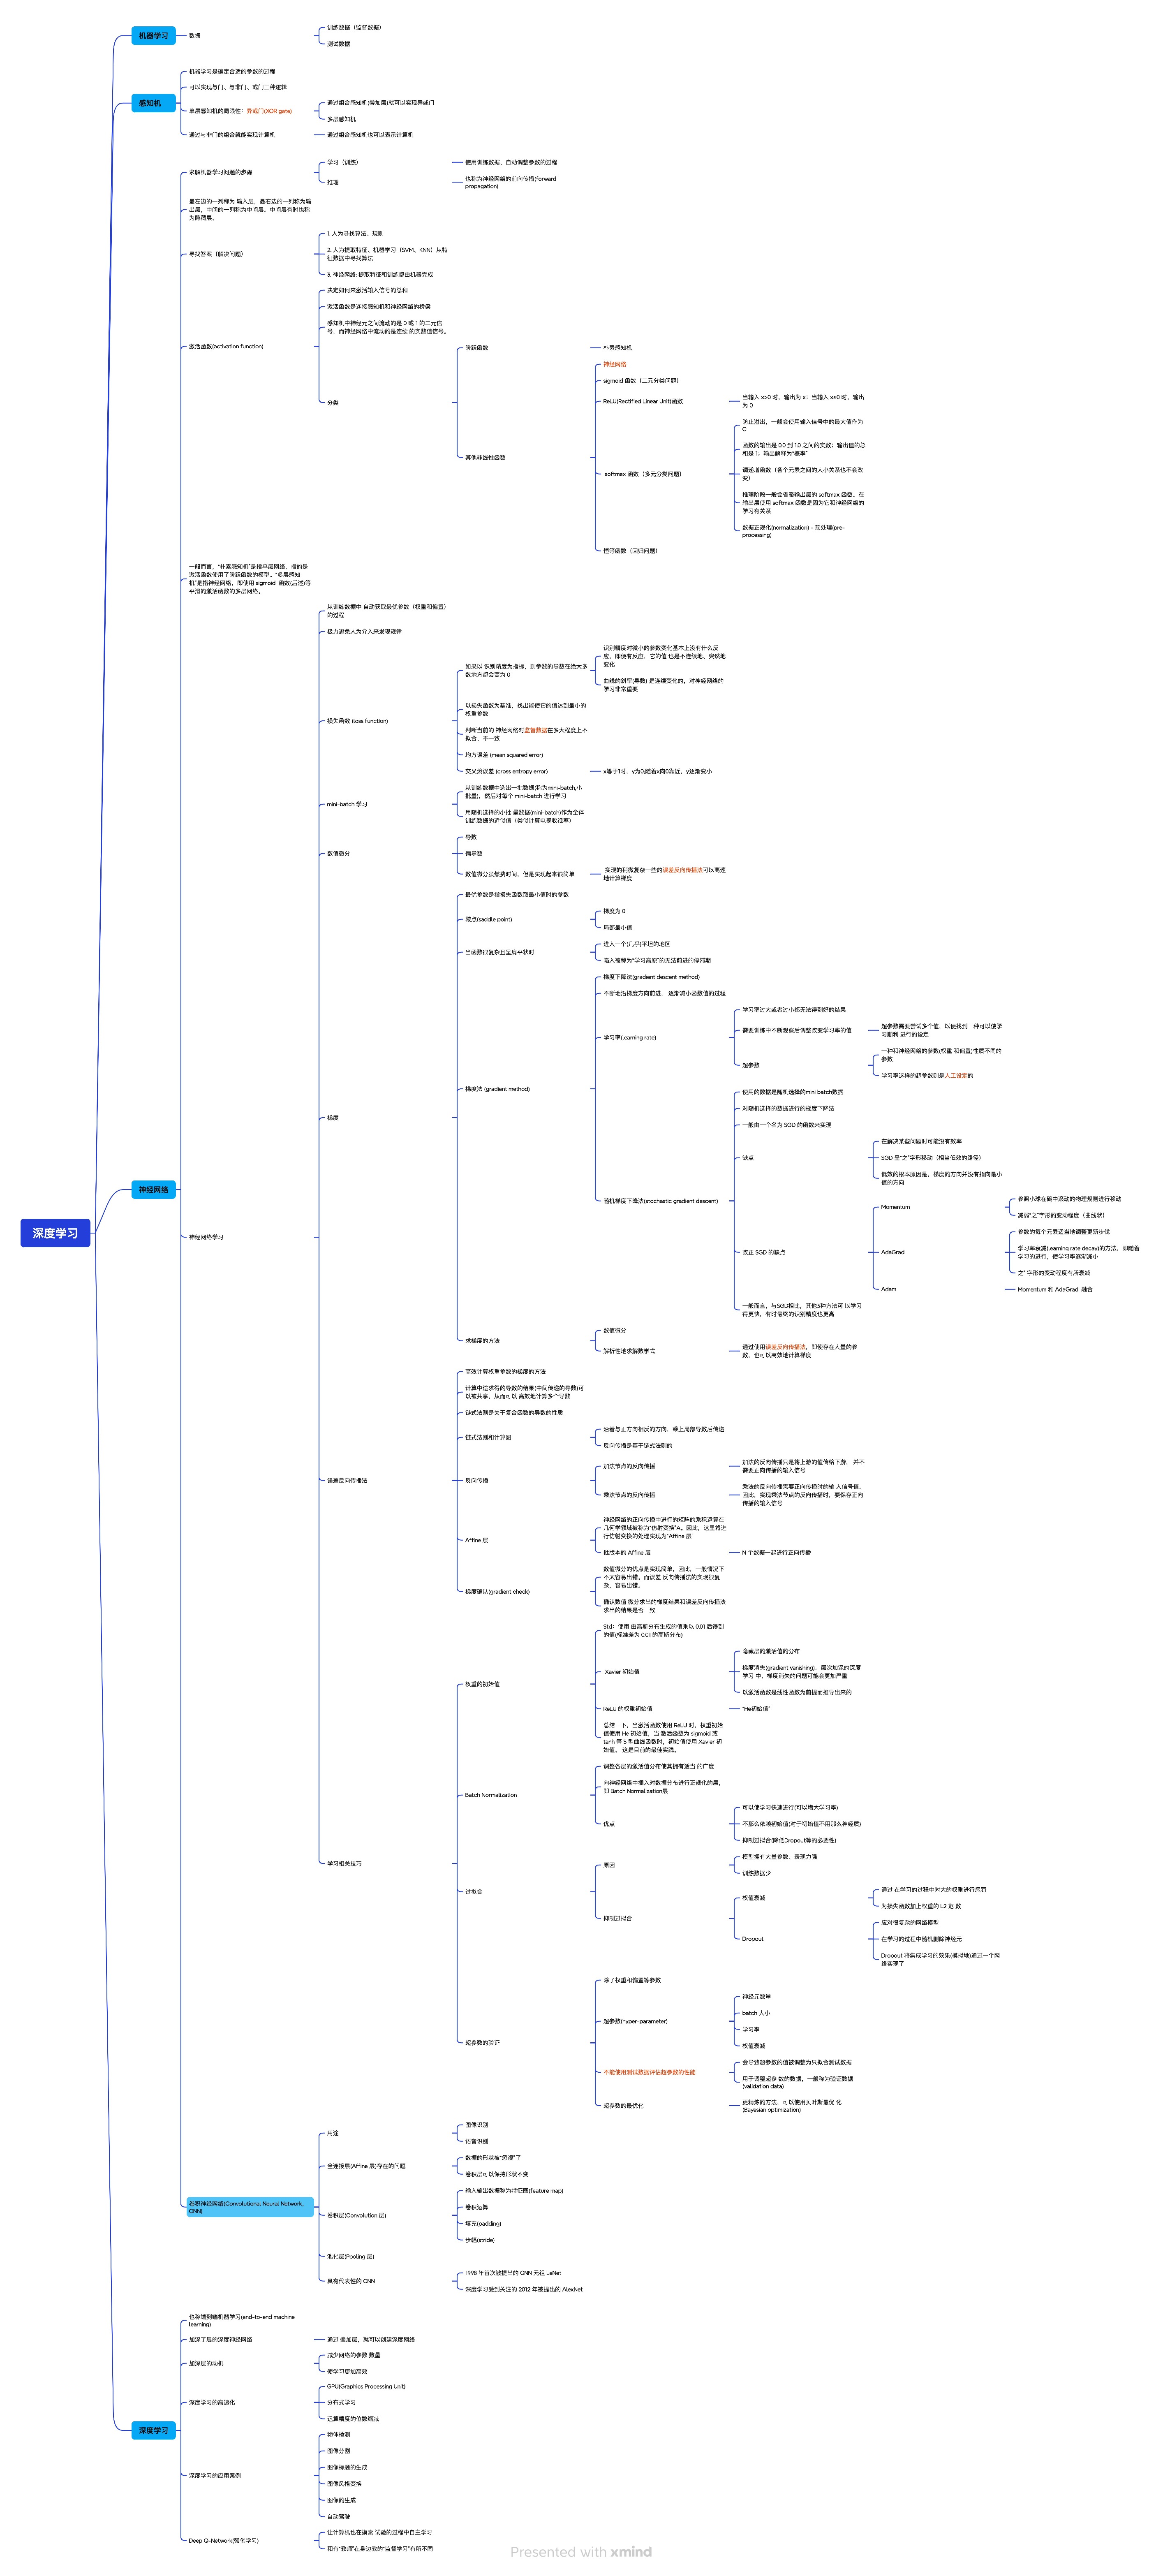 机器学习
数据
训练数据（监督数据）
测试数据
感知机
机器学习是确定合适的参数的过程
可以实现与门、与非门、或门三种逻辑
单层感知机的局限性：异或门(XOR gate)
通过组合感知机(叠加层)就可以实现异或门
多层感知机
通过与非门的组合就能实现计算机
通过组合感知机也可以表示计算机
深度学习
神经网络
求解机器学习问题的步骤
学习（训练）
使用训练数据、自动调整参数的过程
推理
也称为神经网络的前向传播(forward
propagation)
最左边的一列称为 输入层，最右边的一列称为输
出层，中间的一列称为中间层。中间层有时也称
为隐藏层。
寻找答案（解决问题）
1. 人为寻找算法、规则
2. 人为提取特征、机器学习（SVM、KNN）从特
征数据中寻找算法
3. 神经网络: 提取特征和训练都由机器完成
激活函数(activation function)
决定如何来激活输入信号的总和
激活函数是连接感知机和神经网络的桥梁
感知机中神经元之间流动的是 0 或 1 的二元信
号，而神经网络中流动的是连续 的实数值信号。
分类
阶跃函数
朴素感知机
其他非线性函数
神经网络
sigmoid 函数（二元分类问题）
ReLU(Rectified Linear Unit)函数
当输入 x>0 时，输出为 x；当输入 x≤0 时，输出
为 0
softmax 函数（多元分类问题）
防止溢出，一般会使用输入信号中的最大值作为
C
函数的输出是 0.0 到 1.0 之间的实数；输出值的总
和是 1；输出解释为“概率”
调递增函数（各个元素之间的大小关系也不会改
变）
推理阶段一般会省略输出层的 softmax 函数。在
输出层使用 softmax 函数是因为它和神经网络的
学习有关系
数据正规化(normalization) - 预处理(pre-
processing)
恒等函数（回归问题）
一般而言，“朴素感知机”是指单层网络，指的是
激活函数使用了阶跃函数的模型。“多层感知
机”是指神经网络，即使用 sigmoid 函数(后述)等
平滑的激活函数的多层网络。
神经网络学习
从训练数据中 自动获取最优参数（权重和偏置）
的过程
极力避免人为介入来发现规律
损失函数 (loss function)
如果以 识别精度为指标，则参数的导数在绝大多
数地方都会变为 0
识别精度对微小的参数变化基本上没有什么反
应，即便有反应，它的值 也是不连续地、突然地
变化
曲线的斜率(导数) 是连续变化的，对神经网络的
学习非常重要
以损失函数为基准，找出能使它的值达到最小的
权重参数
判断当前的 神经网络对监督数据在多大程度上不
拟合，不一致
均方误差 (mean squared error)
交叉熵误差 (cross entropy error)
x等于1时，y为0,随着x向0靠近，y逐渐变小
mini-batch 学习
从训练数据中选出一批数据(称为mini-batch,小
批量)，然后对每个 mini-batch 进行学习
用随机选择的小批 量数据(mini-batch)作为全体
训练数据的近似值（类似计算电视收视率）
数值微分
导数
偏导数
数值微分虽然费时间，但是实现起来很简单
实现的稍微复杂一些的误差反向传播法可以高速
地计算梯度
梯度
最优参数是指损失函数取最小值时的参数
鞍点(saddle point)
梯度为 0
局部最小值
当函数很复杂且呈扁平状时
进入一个(几乎)平坦的地区
陷入被称为“学习高原”的无法前进的停滞期
梯度法 (gradient method)
梯度下降法(gradient descent method)
不断地沿梯度方向前进， 逐渐减小函数值的过程
学习率(learning rate)
学习率过大或者过小都无法得到好的结果
需要训练中不断观察后调整改变学习率的值
超参数需要尝试多个值，以便找到一种可以使学
习顺利 进行的设定
超参数
一种和神经网络的参数(权重 和偏置)性质不同的
参数
学习率这样的超参数则是人工设定的
随机梯度下降法(stochastic gradient descent)
使用的数据是随机选择的mini batch数据
对随机选择的数据进行的梯度下降法
一般由一个名为 SGD 的函数来实现
缺点
在解决某些问题时可能没有效率
SGD 呈“之”字形移动（相当低效的路径）
低效的根本原因是，梯度的方向并没有指向最小
值的方向
改正 SGD 的缺点
Momentum
参照小球在碗中滚动的物理规则进行移动
减弱“之”字形的变动程度（曲线状）
AdaGrad
参数的每个元素适当地调整更新步伐
学习率衰减(learning rate decay)的方法，即随着
学习的进行，使学习率逐渐减小
之” 字形的变动程度有所衰减
Adam
Momentum 和 AdaGrad 融合
一般而言，与SGD相比，其他3种方法可 以学习
得更快，有时最终的识别精度也更高
求梯度的方法
数值微分
解析性地求解数学式
通过使用误差反向传播法，即使存在大量的参
数，也可以高效地计算梯度
误差反向传播法
高效计算权重参数的梯度的方法
计算中途求得的导数的结果(中间传递的导数)可
以被共享，从而可以 高效地计算多个导数
链式法则是关于复合函数的导数的性质
链式法则和计算图
沿着与正方向相反的方向，乘上局部导数后传递
反向传播是基于链式法则的
反向传播
加法节点的反向传播
加法的反向传播只是将上游的值传给下游， 并不
需要正向传播的输入信号
乘法节点的反向传播
乘法的反向传播需要正向传播时的输 入信号值。
因此，实现乘法节点的反向传播时，要保存正向
传播的输入信号
Affine 层
神经网络的正向传播中进行的矩阵的乘积运算在
几何学领域被称为“仿射变换”A。因此，这里将进
行仿射变换的处理实现为“Affine 层”
批版本的 Affine 层
N 个数据一起进行正向传播
梯度确认(gradient check)
数值微分的优点是实现简单，因此，一般情况下
不太容易出错。而误差 反向传播法的实现很复
杂，容易出错。
确认数值 微分求出的梯度结果和误差反向传播法
求出的结果是否一致
学习相关技巧
权重的初始值
Std：使用 由高斯分布生成的值乘以 0.01 后得到
的值(标准差为 0.01 的高斯分布)
Xavier 初始值
隐藏层的激活值的分布
梯度消失(gradient vanishing)。层次加深的深度
学习 中，梯度消失的问题可能会更加严重
以激活函数是线性函数为前提而推导出来的
ReLU 的权重初始值
“He初始值”
总结一下，当激活函数使用 ReLU 时，权重初始
值使用 He 初始值，当 激活函数为 sigmoid 或
tanh 等 S 型曲线函数时，初始值使用 Xavier 初
始值。 这是目前的最佳实践。
Batch Normalization
调整各层的激活值分布使其拥有适当 的广度
向神经网络中插入对数据分布进行正规化的层，
即 Batch Normalization层
优点
可以使学习快速进行(可以增大学习率)
不那么依赖初始值(对于初始值不用那么神经质)
抑制过拟合(降低Dropout等的必要性)
过拟合
原因
模型拥有大量参数、表现力强
训练数据少
抑制过拟合
权值衰减
通过 在学习的过程中对大的权重进行惩罚
为损失函数加上权重的 L2 范 数
Dropout
应对很复杂的网络模型
在学习的过程中随机删除神经元
Dropout 将集成学习的效果(模拟地)通过一个网
络实现了
超参数的验证
除了权重和偏置等参数
超参数(hyper-parameter)
神经元数量
batch 大小
学习率
权值衰减
不能使用测试数据评估超参数的性能
会导致超参数的值被调整为只拟合测试数据
用于调整超参 数的数据，一般称为验证数据
(validation data)
超参数的最优化
更精炼的方法，可以使用贝叶斯最优 化
(Bayesian optimization)
卷积神经网络(Convolutional Neural Network,
CNN)
用途
图像识别
语音识别
全连接层(Affine 层)存在的问题
数据的形状被“忽视”了
卷积层可以保持形状不变
卷积层(Convolution 层)
输入输出数据称为特征图(feature map)
卷积运算
填充(padding)
步幅(stride)
池化层(Pooling 层)
具有代表性的 CNN
1998 年首次被提出的 CNN 元祖 LeNet
深度学习受到关注的 2012 年被提出的 AlexNet
深度学习
也称端到端机器学习(end-to-end machine
learning)
加深了层的深度神经网络
通过 叠加层，就可以创建深度网络
加深层的动机
减少网络的参数 数量
使学习更加高效
深度学习的高速化
GPU(Graphics Processing Unit)
分布式学习
运算精度的位数缩减
深度学习的应用案例
物体检测
图像分割
图像标题的生成
图像风格变换
图像的生成
自动驾驶
Deep Q-Network(强化学习)
让计算机也在摸索 试验的过程中自主学习
和有“教师”在身边教的“监督学习”有所不同
Presented with xmind